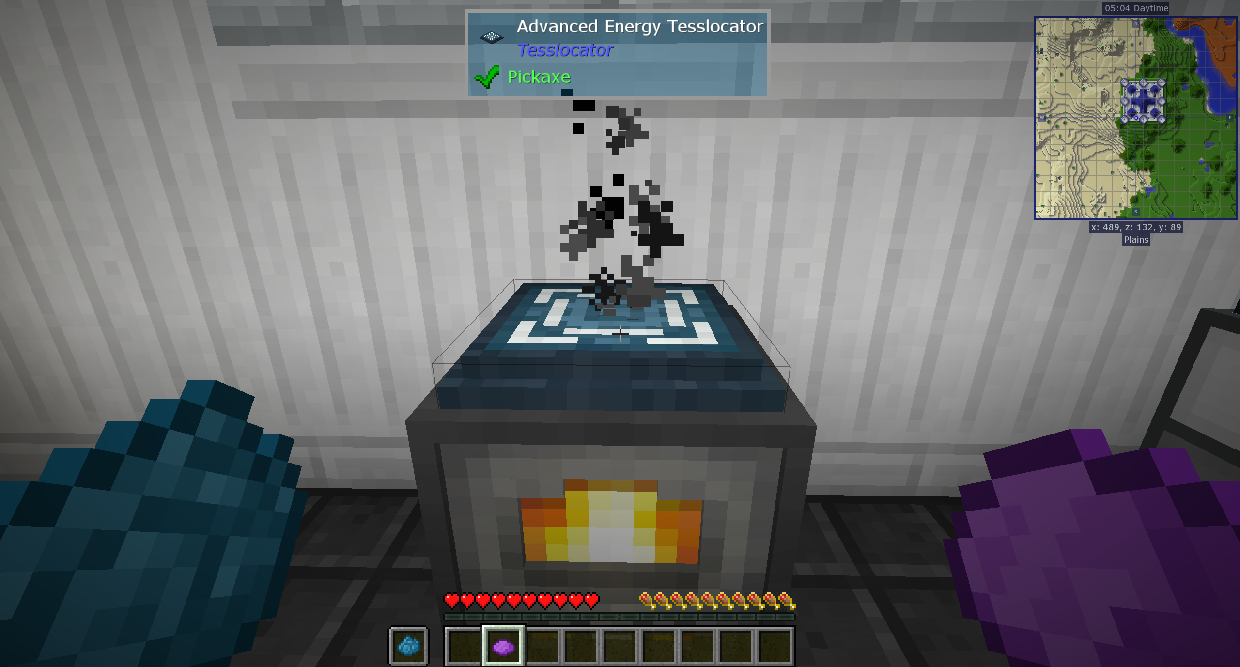 Advanced Energy Tesslocator
Tesslocator
Pickaxe
05:04 Daytime
x: 489, z: 132, y: 89
Plains